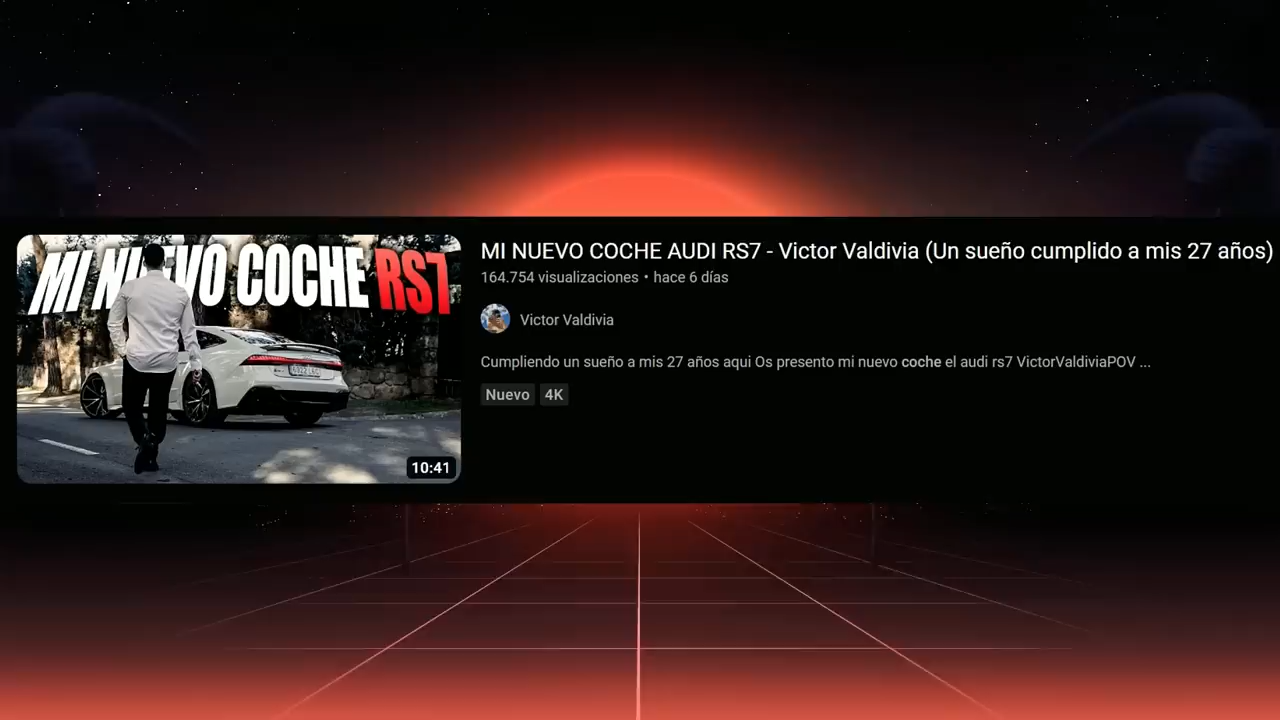 MI NUEVO COCHE RS7
10:41
MI NUEVO COCHE AUDI RS7 - Victor Valdivia (Un sueño cumplido a mis 27 años)
164.754 visualizaciones • hace 6 días
Victor Valdivia
Cumpliendo un sueño a mis 27 años aqui Os presento mi nuevo coche el audi rs7 VictorValdiviaPOV ...
Nuevo 4K